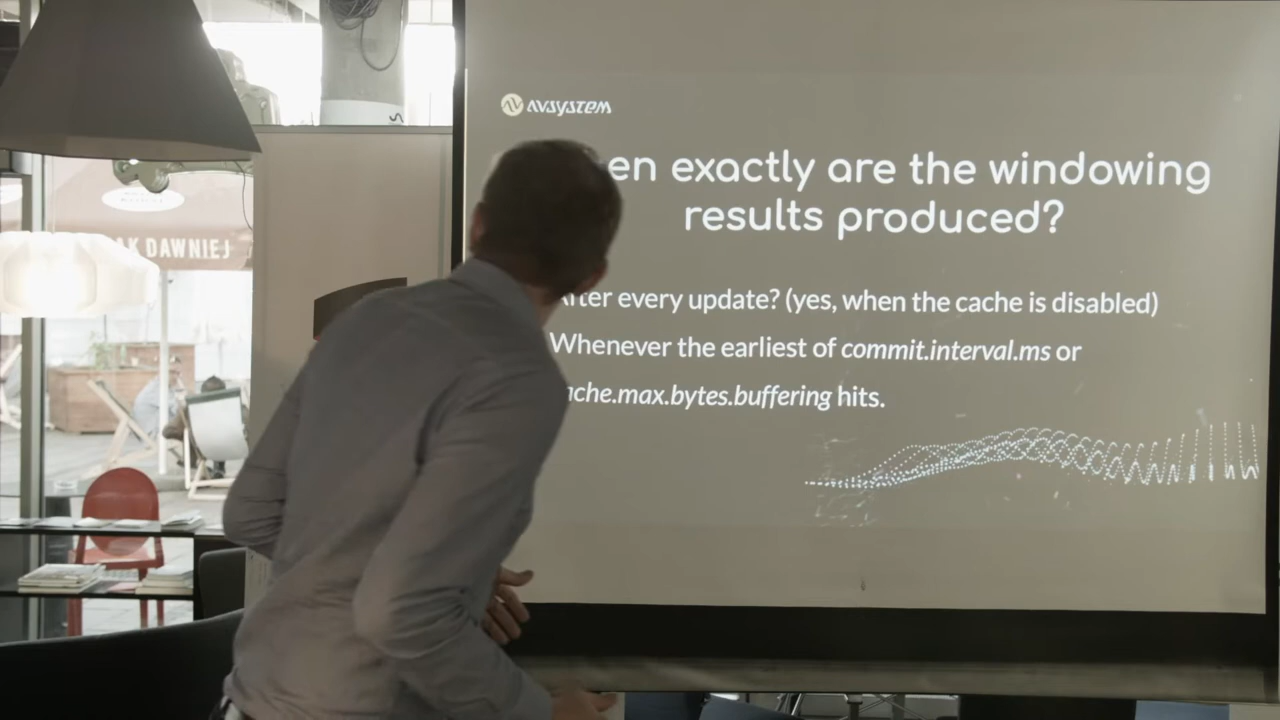 AVSYSTEM
en exactly are the windowing
results produced?
After every update? (yes, when the cache is disabled)
Whenever the earliest of commit.interval.ms or
ache.max.bytes.buffering hits.
AK DAWNIEJ